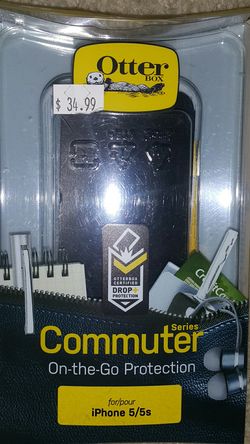 Otter
BOX
$ 34.99
OTTERBOX
CERTIFIED
DROP+
PROTECTION
Series
Commuter
On-the-Go Protection
for/pour
iPhone 5/5s